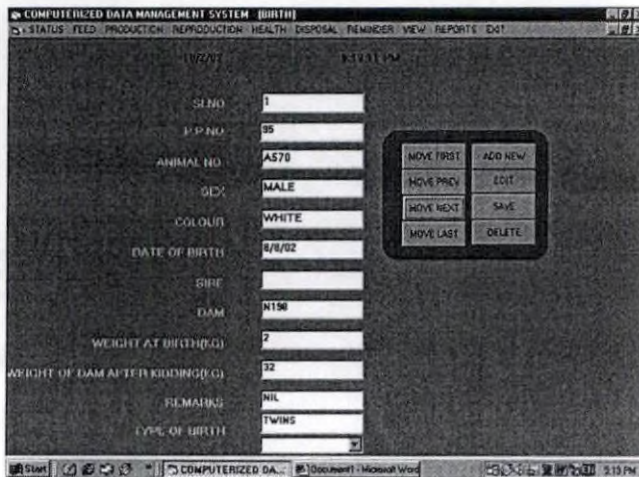 COMPUTERIZED DATA MANAGEMENT SYSTEM - [BIRTH]
STATUS FEED PRODUCTION REPRODUCTION HEALTH DISPOSAL REMINDER VIEW REPORTS EXIT
PM
SLNO 1
P.P.NO 95
ANIMAL NO. A570
SEX MALE
COLOUR WHITE
DATE OF BIRTH 8/8/02
SIRE
DAM N198
WEIGHT AT BIRTH(KG) 2
WEIGHT OF DAM AFTER KIDDING(KG) 32
REMARKS NIL
TYPE OF BIRTH TWINS
MOVE FIRST ADD NEW
MOVE PREV EDIT
MOVE NEXT SAVE
MOVE LAST DELETE
Start COMPUTERIZED DA... Document1 - Microsoft Word 5:13 PM